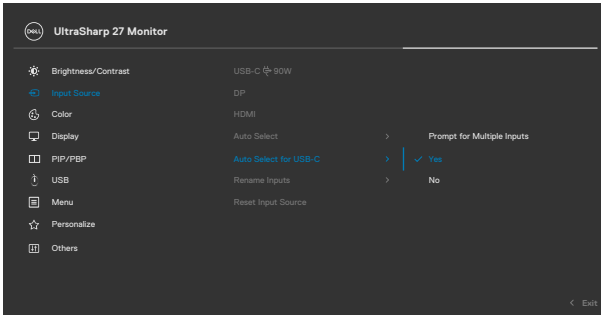 DELL UltraSharp 27 Monitor
Brightness/Contrast
Input Source
Color
Display
PIP/PBP
USB
Menu
Personalize
Others
USB-C 90W
DP
HDMI
Auto Select >
Auto Select for USB-C >
Rename Inputs >
Reset Input Source
Prompt for Multiple Inputs
✓ Yes
No
< Exit